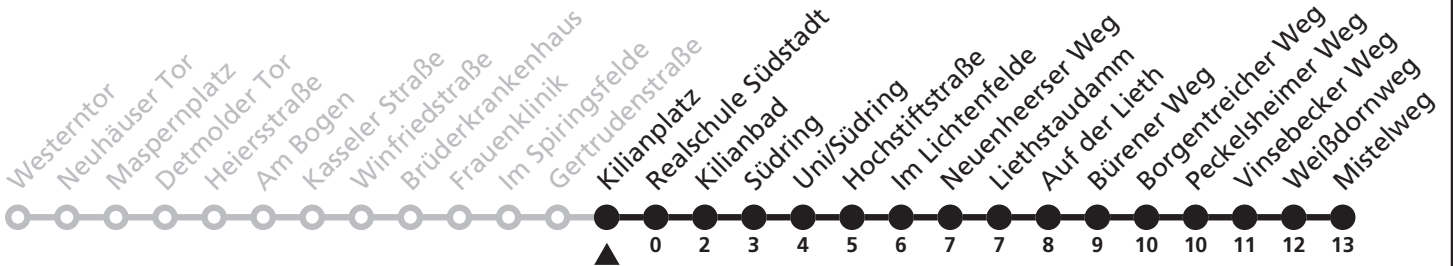 Westerntor
Neuhäuser Tor
Maspernplatz
Detmolder Tor
Heiersstraße
Am Bogen
Kasseler Straße
Winfriedstraße
Brüderkrankenhaus
Frauenklinik
Im Spiringsfelde
Gertrudenstraße
Kilianplatz
Realschule Südstadt
Kilianbad
Südring
Uni/Südring
Hochstiftstraße
Im Lichtenfelde
Neuenheerser Weg
Liethstaudamm
Auf der Lieth
Bürener Weg
Borgentreicher Weg
Peckelsheimer Weg
Vinsebecker Weg
Weißdornweg
Mistelweg
0 2 3 4 5 6 7 7 8 9 10 10 11 12 13